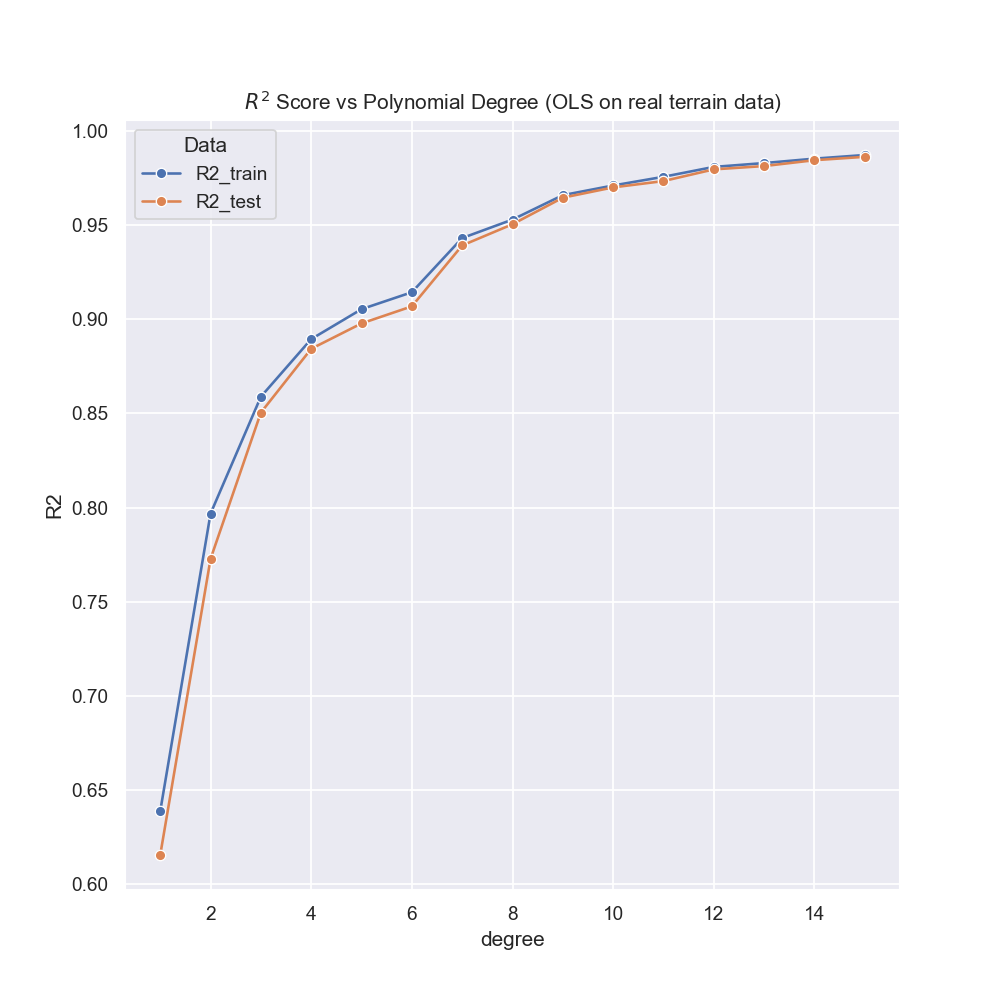 R² Score vs Polynomial Degree (OLS on real terrain data)
Data
R2_train
R2_test
R2
1.00
0.95
0.90
0.85
0.80
0.75
0.70
0.65
0.60
2 4 6 8 10 12 14
degree